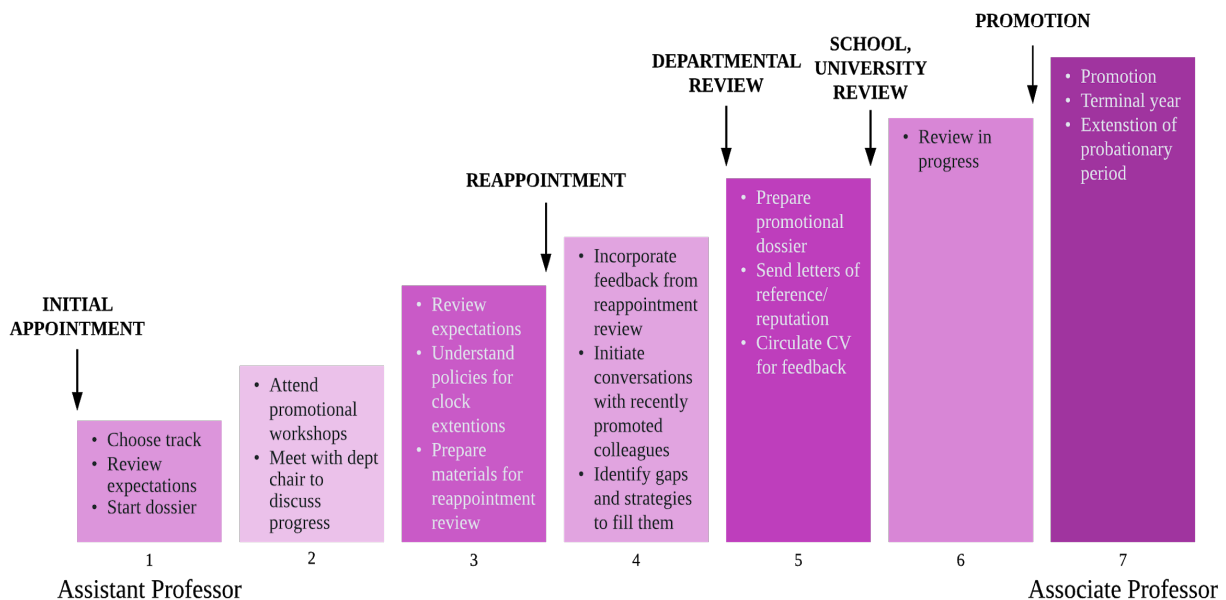 INITIAL
APPOINTMENT
• Choose track
• Review
expectations
• Start dossier
1
Assistant Professor
• Attend
promotional
workshops
• Meet with dept
chair to
discuss
progress
2
• Review
expectations
• Understand
policies for
clock
extentions
• Prepare
materials for
reappointment
review
3
REAPPOINTMENT
• Incorporate
feedback from
reappointment
review
• Initiate
conversations
with recently
promoted
colleagues
• Identify gaps
and strategies
to fill them
4
DEPARTMENTAL
REVIEW
• Prepare
promotional
dossier
• Send letters of
reference/
reputation
• Circulate CV
for feedback
5
SCHOOL,
UNIVERSITY
REVIEW
• Review in
progress
6
PROMOTION
• Promotion
• Terminal year
• Extenstion of
probationary
period
7
Associate Professor